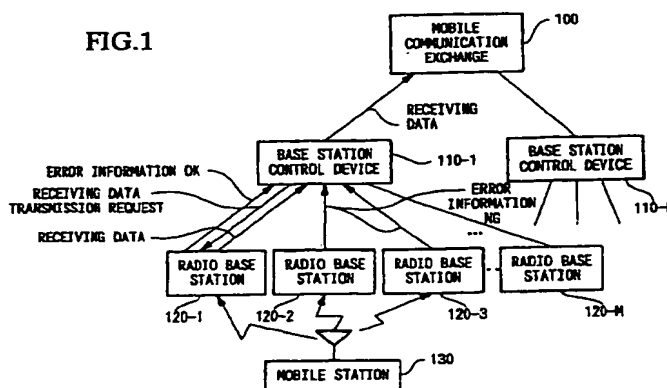 FIG.1
MOBILE
COMMUNICATION
EXCHANGE
100
RECEIVING
DATA
BASE STATION
CONTROL DEVICE
110-1
BASE STATION
CONTROL DEVICE
ERROR INFORMATION OK
RECEIVING DATA
TRANSMISSION REQUEST
RECEIVING DATA
ERROR
INFORMATION
NG
...
RADIO BASE
STATION
120-1
RADIO BASE
STATION
120-2
RADIO BASE
STATION
120-3
RADIO BASE
STATION
120-M
MOBILE STATION
130